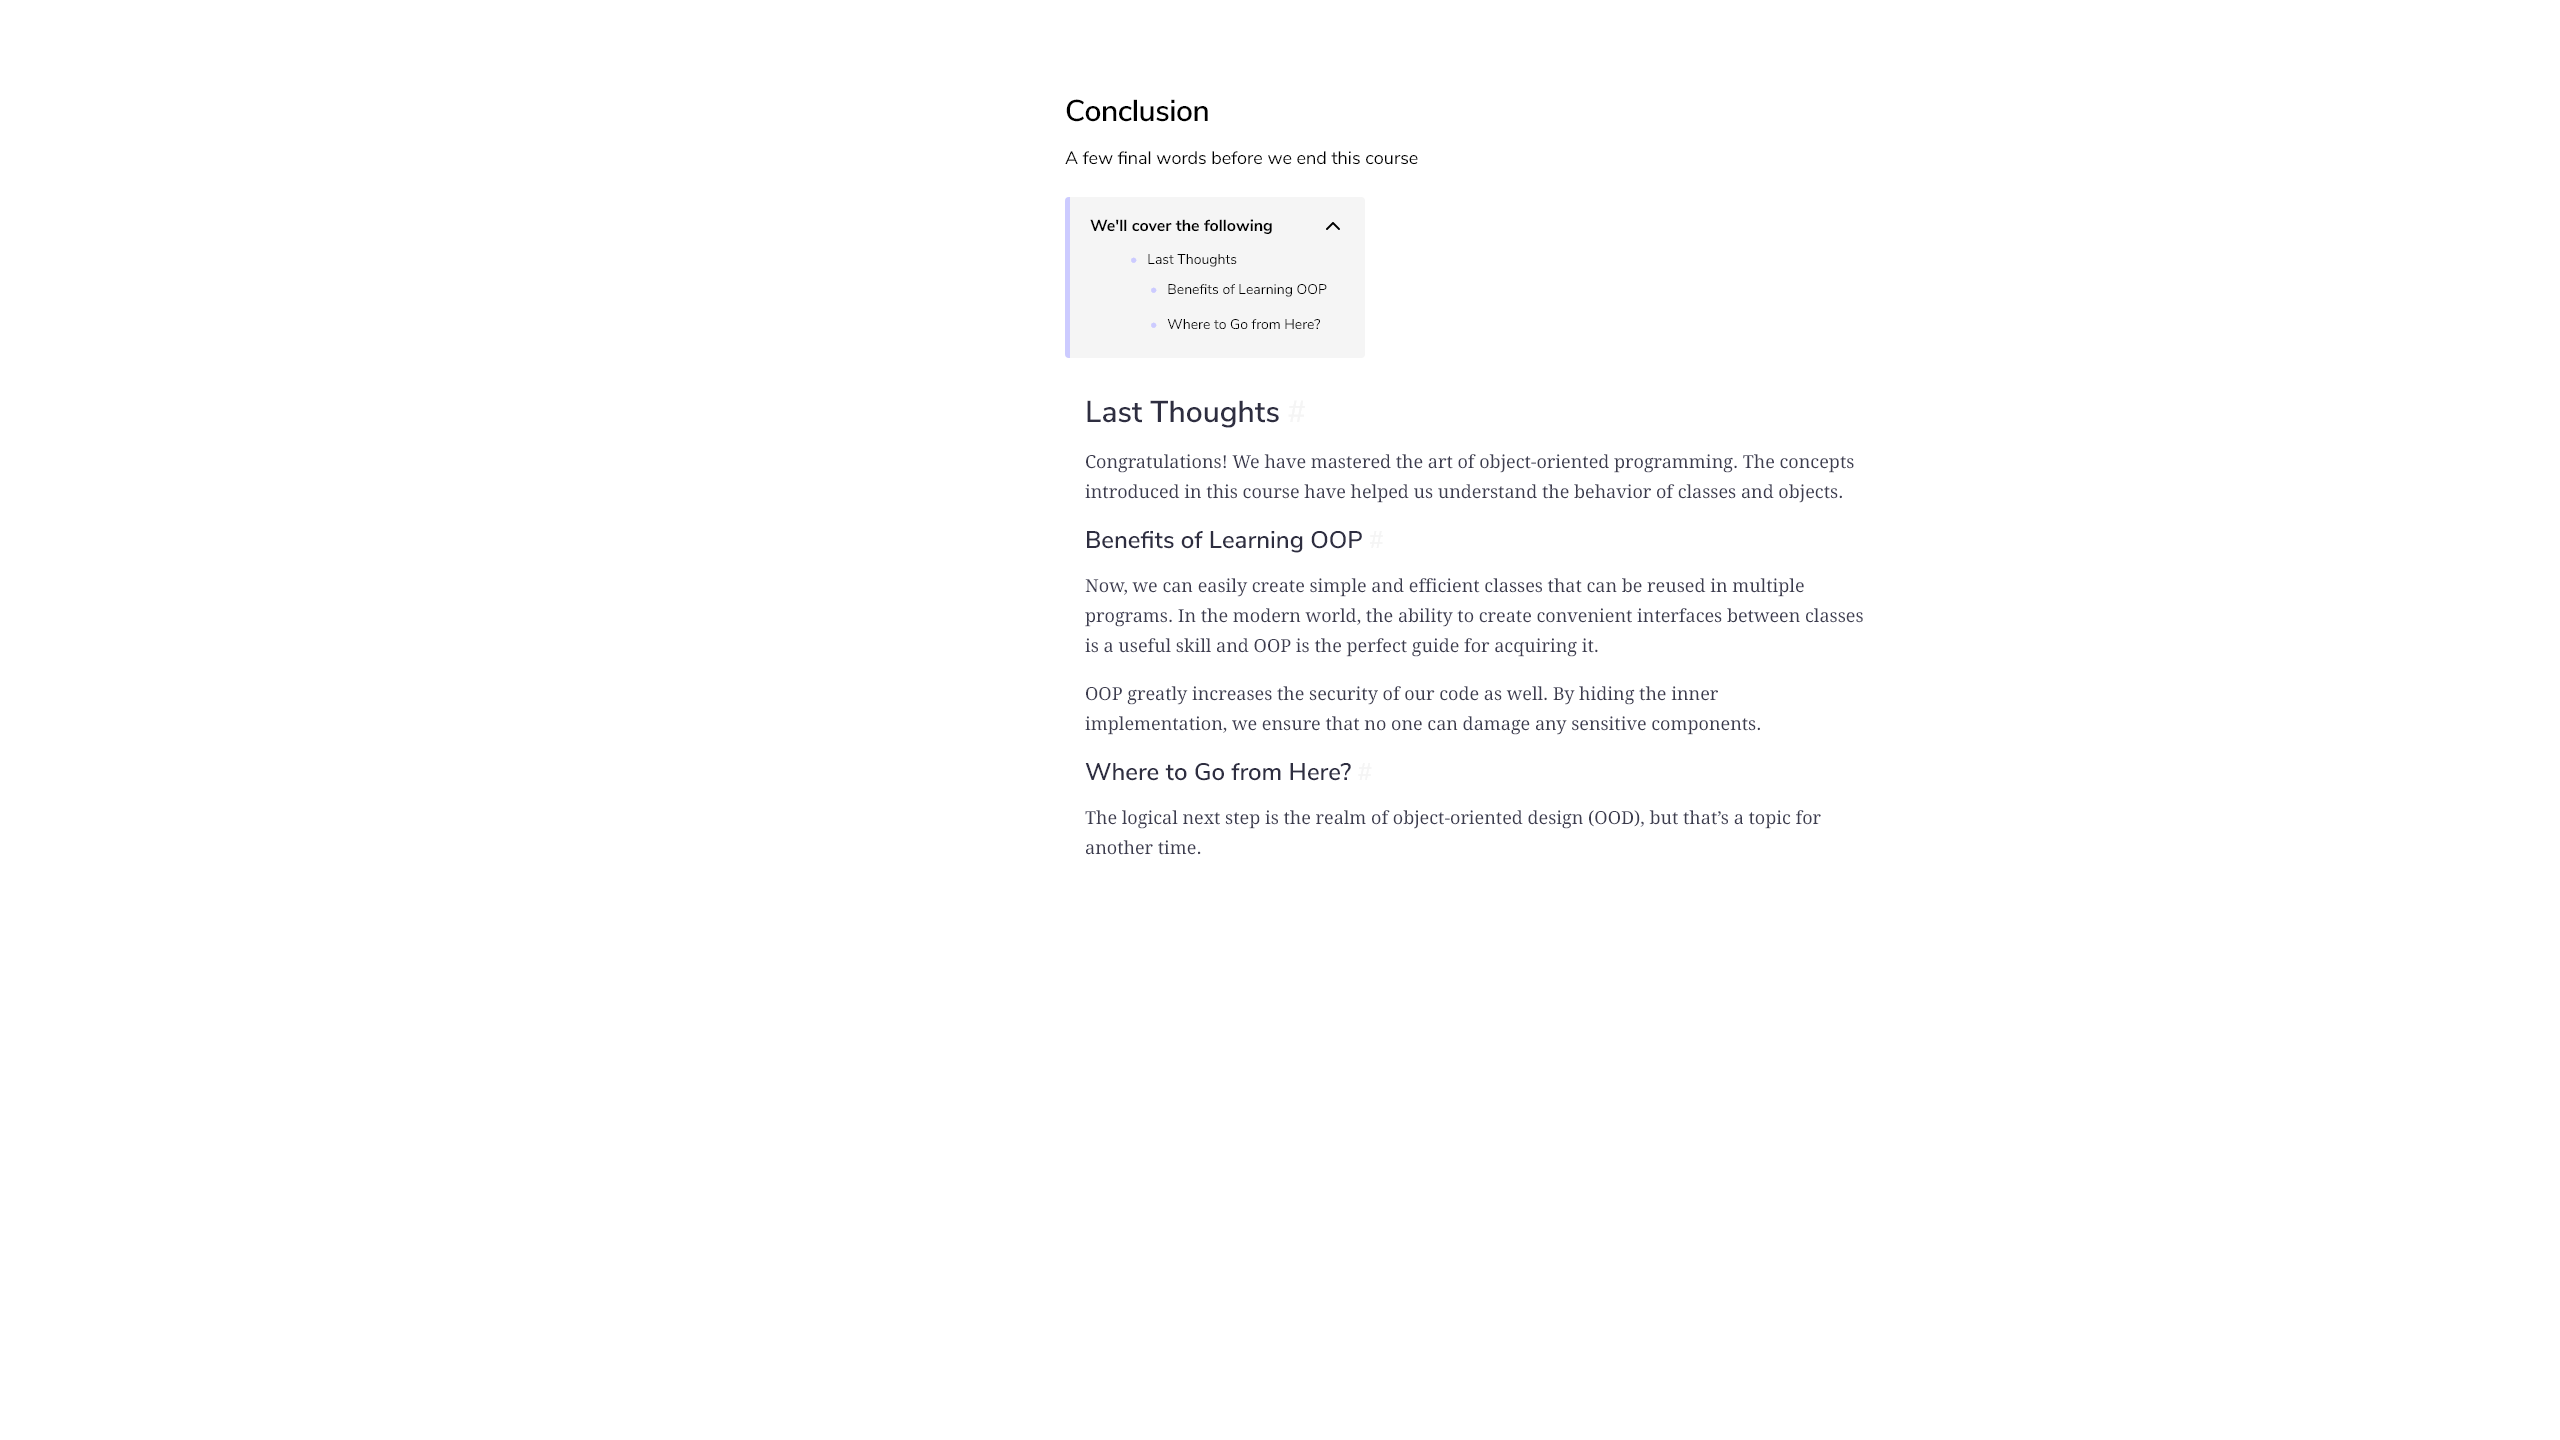 Conclusion
A few final words before we end this course
We'll cover the following
Last Thoughts
Benefits of Learning OOP
Where to Go from Here?
Last Thoughts #
Congratulations! We have mastered the art of object-oriented programming. The concepts
introduced in this course have helped us understand the behavior of classes and objects.
Benefits of Learning OOP #
Now, we can easily create simple and efficient classes that can be reused in multiple
programs. In the modern world, the ability to create convenient interfaces between classes
is a useful skill and OOP is the perfect guide for acquiring it.
OOP greatly increases the security of our code as well. By hiding the inner
implementation, we ensure that no one can damage any sensitive components.
Where to Go from Here? #
The logical next step is the realm of object-oriented design (OOD), but that’s a topic for
another time.